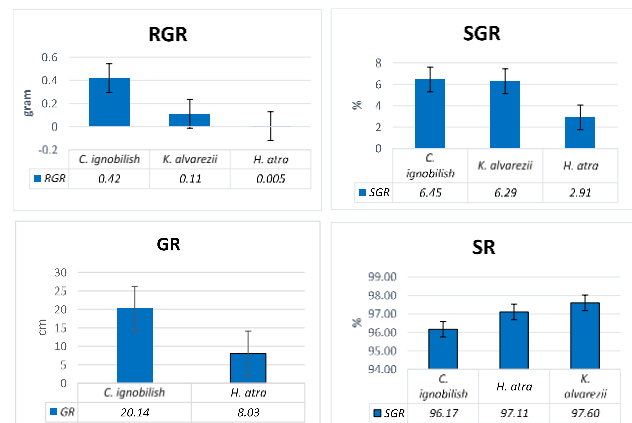 RGR
0.6
0.4
0.2
0
-0.2
gram
C. ignobilish K. alvarezii H. atra
RGR 0.42 0.11 0.005
SGR
8
6
4
2
0
%
C. ignobilish K. alvarezii H. atra
SGR 6.45 6.29 2.91
GR
30
25
20
15
10
5
0
cm
C. ignobilish H. atra
GR 20.14 8.03
SR
99.00
98.00
97.00
96.00
95.00
94.00
%
C. ignobilish H. atra K. alvarezii
SGR 96.17 97.11 97.60